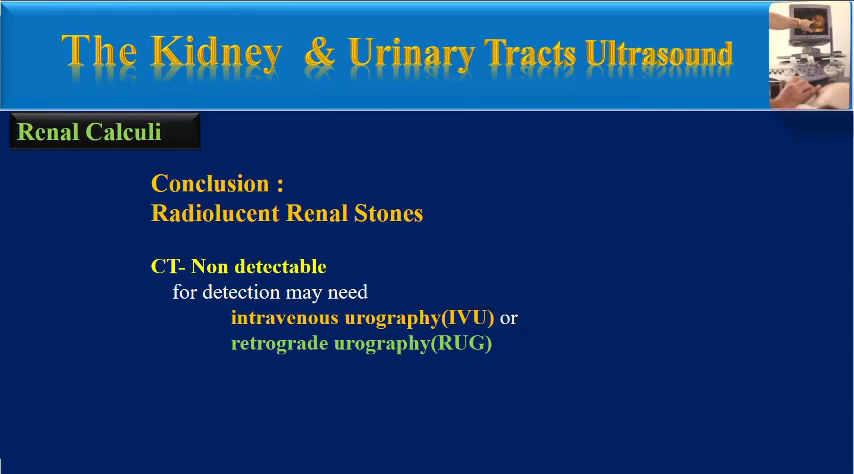 The Kidney & Urinary Tracts Ultrasound
Renal Calculi
Conclusion :
Radiolucent Renal Stones
CT- Non detectable
for detection may need
intravenous urography(IVU) or
retrograde urography(RUG)